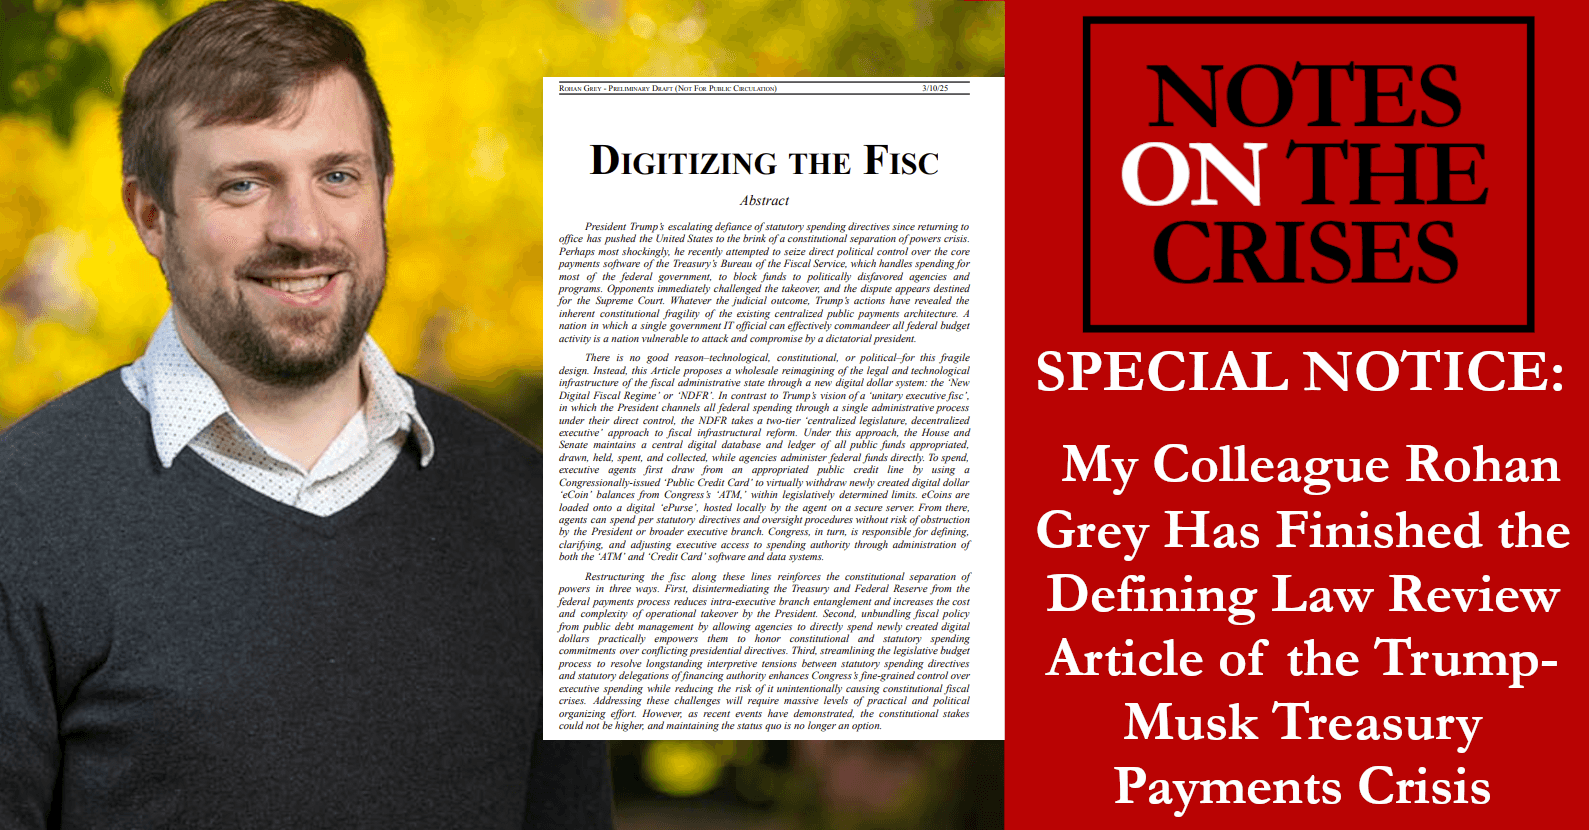 ROHAN GREY - PRELIMINARY DRAFT (NOT FOR PUBLIC CIRCULATION) 3/10/25
DIGITIZING THE FISC
Abstract
President Trump's escalating defiance of statutory spending directives since returning to
office has pushed the United States to the brink of a constitutional separation of powers crisis.
Perhaps most shockingly, he recently attempted to seize direct political control over the core
payments software of the Treasury's Bureau of the Fiscal Service, which handles spending for
most of the federal government, to block funds to politically disfavored agencies and
programs. Opponents immediately challenged the takeover, and the dispute appears destined
for the Supreme Court. Whatever the judicial outcome, Trump's actions have revealed the
inherent constitutional fragility of the existing centralized public payments architecture. A
nation in which a single government IT official can effectively commandeer all federal budget
activity is a nation vulnerable to attack and compromise by a dictatorial president.
There is no good reason–technological, constitutional, or political–for this fragile
design. Instead, this Article proposes a wholesale reimagining of the legal and technological
infrastructure of the fiscal administrative state through a new digital dollar system: the 'New
Digital Fiscal Regime' or 'NDFR'. In contrast to Trump's vision of a 'unitary executive fisc',
in which the President channels all federal spending through a single administrative process
under their direct control, the NDFR takes a two-tier 'centralized legislature, decentralized
executive' approach to fiscal infrastructural reform. Under this approach, the House and
Senate maintains a central digital database and ledger of all public funds appropriated,
drawn, held, spent, and collected, while agencies administer federal funds directly. To spend,
executive agents first draw from an appropriated public credit line by using a
Congressionally-issued 'Public Credit Card' to virtually withdraw newly created digital dollar
'eCoin' balances from Congress's 'ATM,' within legislatively determined limits. eCoins are
loaded onto a digital 'ePurse', hosted locally by the agent on a secure server. From there,
agents can spend per statutory directives and oversight procedures without risk of obstruction
by the President or broader executive branch. Congress, in turn, is responsible for defining,
clarifying, and adjusting executive access to spending authority through administration of
both the 'ATM' and 'Credit Card' software and data systems.
Restructuring the fisc along these lines reinforces the constitutional separation of
powers in three ways. First, disintermediating the Treasury and Federal Reserve from the
federal payments process reduces intra-executive branch entanglement and increases the cost
and complexity of operational takeover by the President. Second, unbundling fiscal policy
from public debt management by allowing agencies to directly spend newly created digital
dollars practically empowers them to honor constitutional and statutory spending
commitments over conflicting presidential directives. Third, streamlining the legislative budget
process to resolve longstanding interpretive tensions between statutory spending directives
and statutory delegations of financing authority enhances Congress's fine-grained control over
executive spending while reducing the risk of it unintentionally causing constitutional fiscal
crises. Addressing these challenges will require massive levels of practical and political
organizing effort. However, as recent events have demonstrated, the constitutional stakes
could not be higher, and maintaining the status quo is no longer an option.
NOTES
ON THE
CRISES
SPECIAL NOTICE:
My Colleague Rohan
Grey Has Finished the
Defining Law Review
Article of the Trump-
Musk Treasury
Payments Crisis